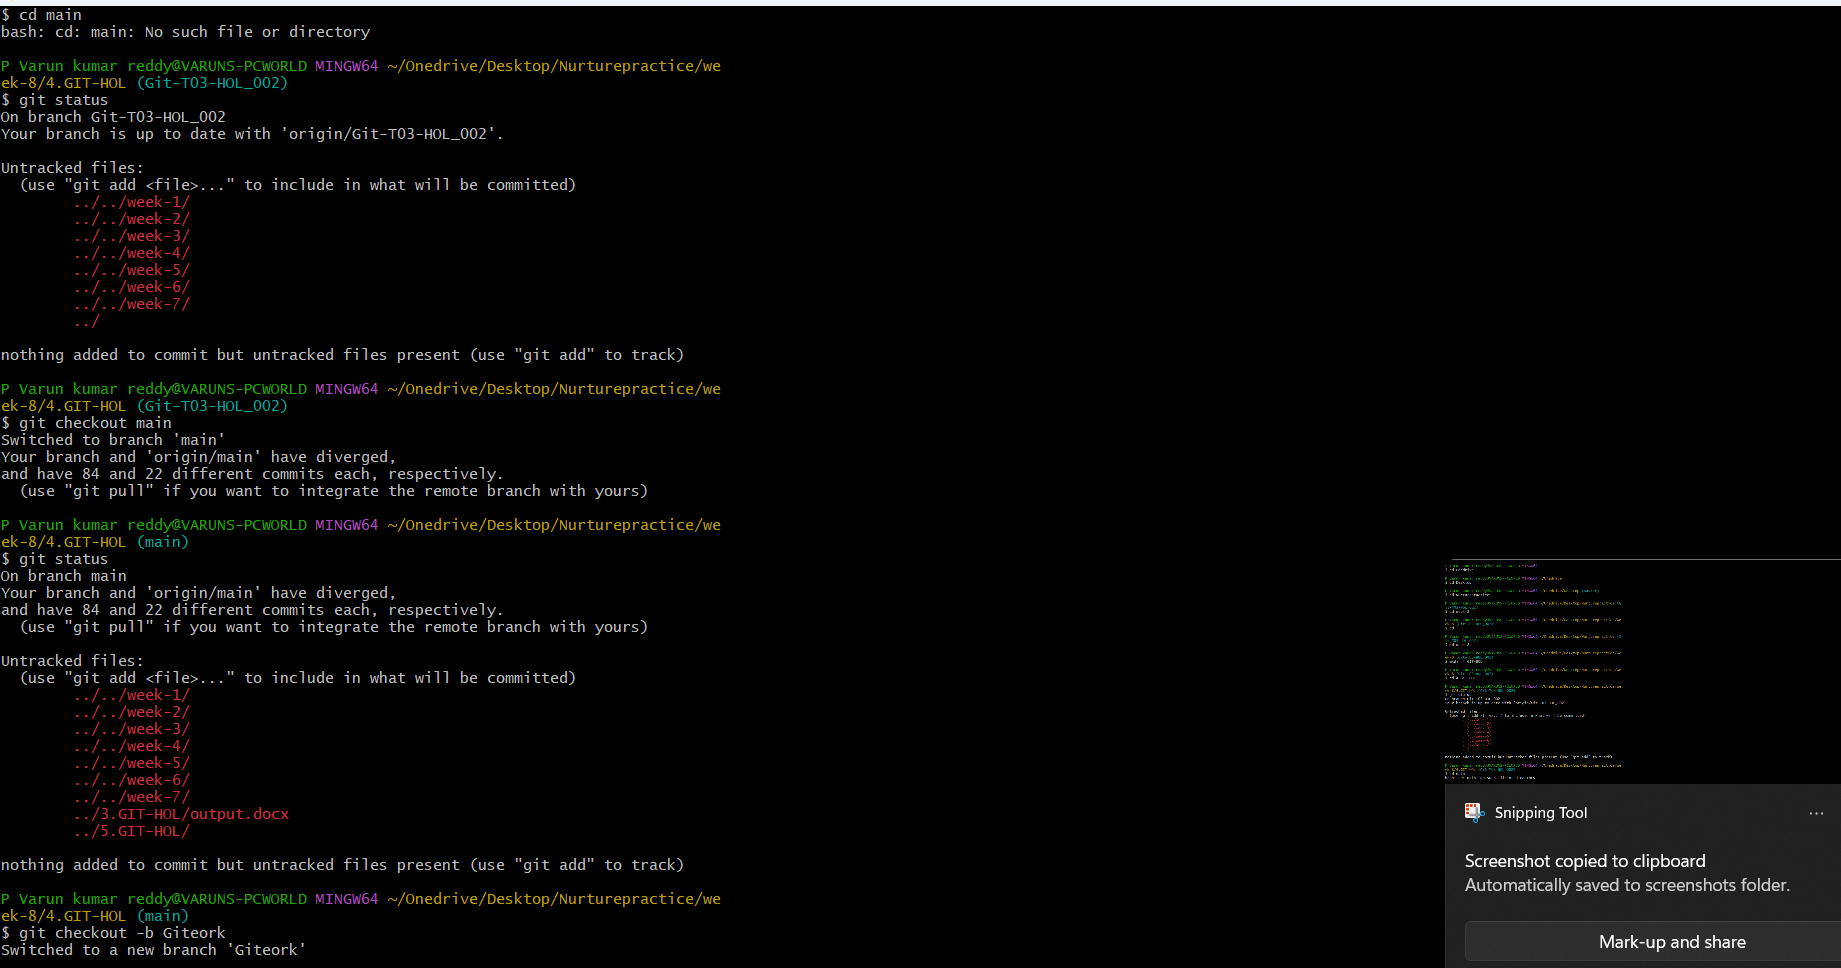 $ cd main
bash: cd: main: No such file or directory
P Varun kumar reddy@VARUNS-PCWORLD MINGW64 ~/Onedrive/Desktop/Nurturepractice/we
ek-8/4.GIT-HOL (Git-T03-HOL_002)
$ git status
On branch Git-T03-HOL_002
Your branch is up to date with 'origin/Git-T03-HOL_002'.
Untracked files:
(use "git add <file>..." to include in what will be committed)
../../week-1/
../../week-2/
../../week-3/
../../week-4/
../../week-5/
../../week-6/
../../week-7/
../
nothing added to commit but untracked files present (use "git add" to track)
P Varun kumar reddy@VARUNS-PCWORLD MINGW64 ~/Onedrive/Desktop/Nurturepractice/we
ek-8/4.GIT-HOL (Git-T03-HOL_002)
$ git checkout main
Switched to branch 'main'
Your branch and 'origin/main' have diverged,
and have 84 and 22 different commits each, respectively.
(use "git pull" if you want to integrate the remote branch with yours)
P Varun kumar reddy@VARUNS-PCWORLD MINGW64 ~/Onedrive/Desktop/Nurturepractice/we
ek-8/4.GIT-HOL (main)
$ git status
On branch main
Your branch and 'origin/main' have diverged,
and have 84 and 22 different commits each, respectively.
(use "git pull" if you want to integrate the remote branch with yours)
Untracked files:
(use "git add <file>..." to include in what will be committed)
../../week-1/
../../week-2/
../../week-3/
../../week-4/
../../week-5/
../../week-6/
../../week-7/
../3.GIT-HOL/output.docx
../5.GIT-HOL/
nothing added to commit but untracked files present (use "git add" to track)
P Varun kumar reddy@VARUNS-PCWORLD MINGW64 ~/Onedrive/Desktop/Nurturepractice/we
ek-8/4.GIT-HOL (main)
$ git checkout -b Giteork
Switched to a new branch 'Giteork'
Snipping Tool
Screenshot copied to clipboard
Automatically saved to screenshots folder.
Mark-up and share